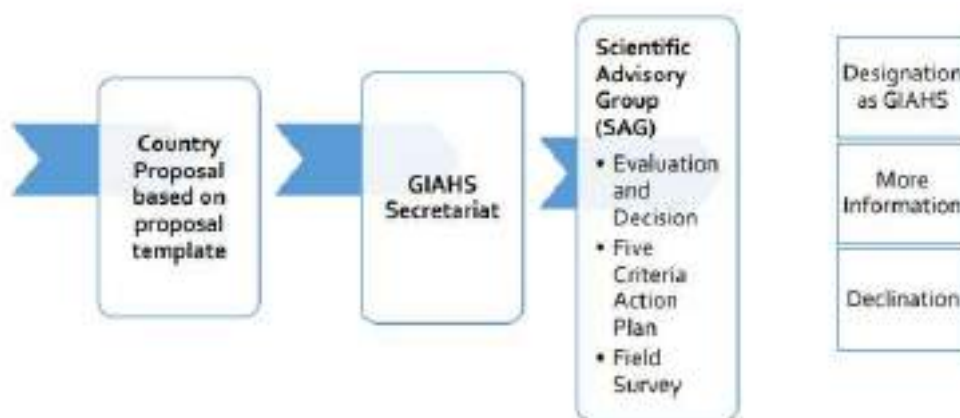 Country
Proposal
based on
proposal
template
GIAHS
Secretariat
Scientific
Advisory
Group
(SAG)
• Evaluation
and
Decision
• Five
Criteria
Action
Plan
• Field
Survey
Designation
as GIAHS
More
Information
Declination